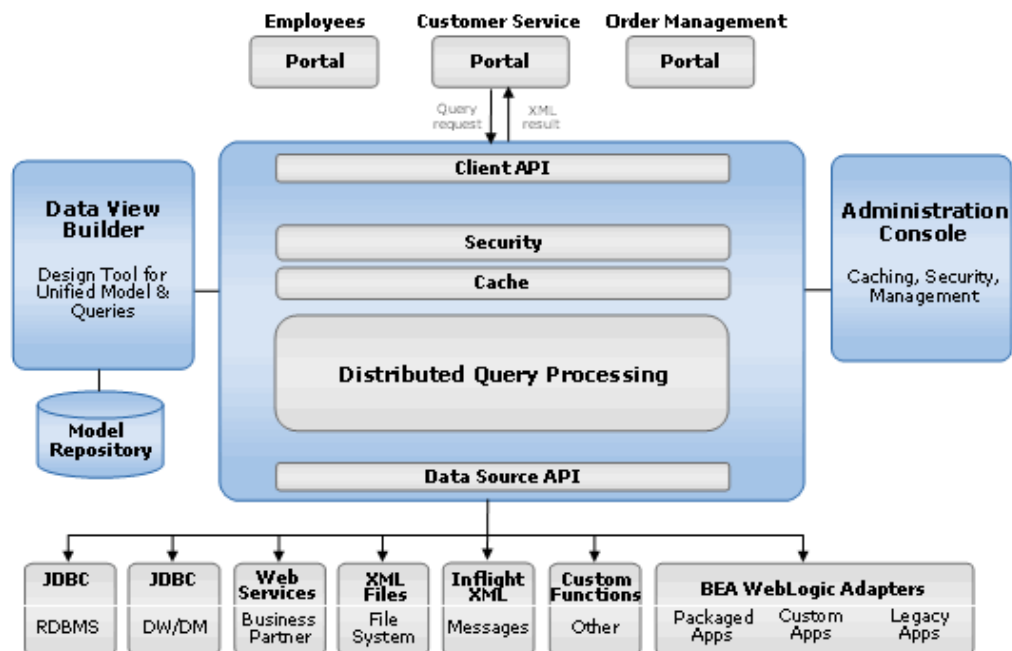 Employees
Customer Service
Order Management
Portal
Portal
Portal
Query
request
XML
result
Client API
Data View
Builder
Design Tool for
Unified Model &
Queries
Security
Cache
Distributed Query Processing
Data Source API
Administration
Console
Caching, Security,
Management
Model
Repository
JDBC
RDBMS
JDBC
DW/DM
Web
Services
Business
Partner
XML
Files
File
System
Inflight
XML
Messages
Custom
Functions
Other
BEA WebLogic Adapters
Packaged
Apps
Custom
Apps
Legacy
Apps